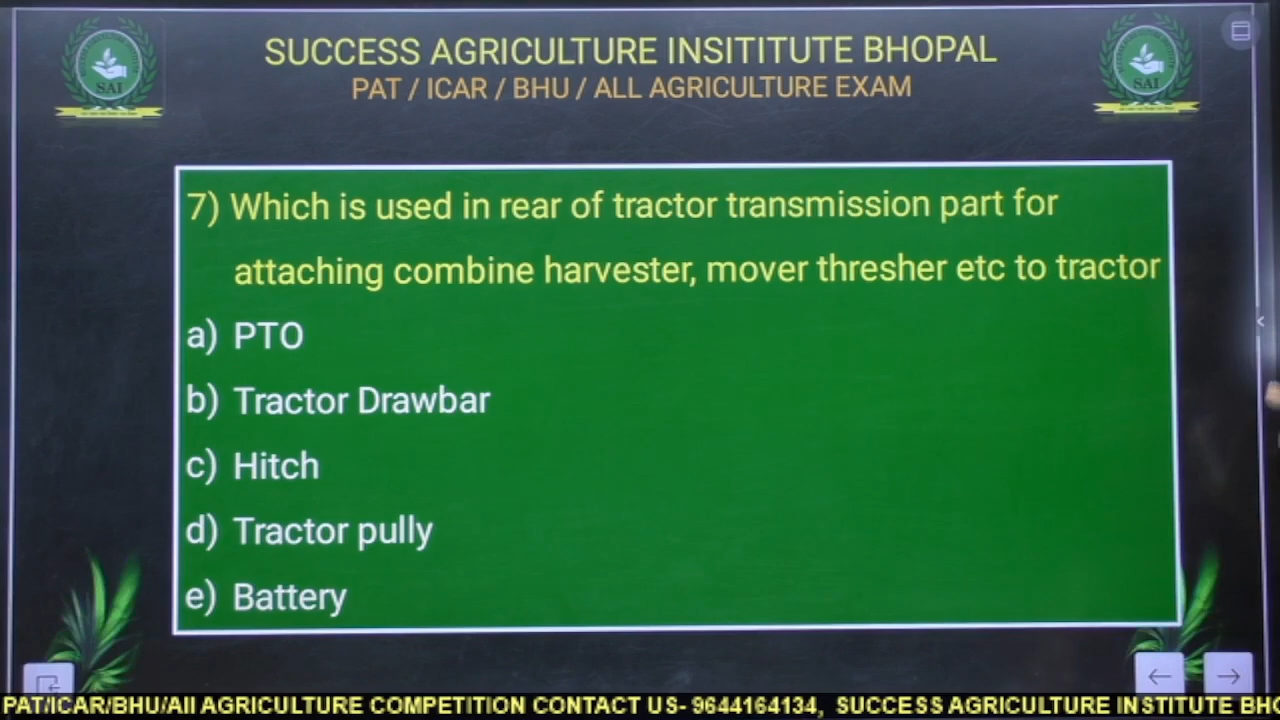 SUCCESS AGRICULTURE INSITITUTE BHOPAL
PAT / ICAR / BHU / ALL AGRICULTURE EXAM
SAI
SAI
7) Which is used in rear of tractor transmission part for
attaching combine harvester, mover thresher etc to tractor
a) PTO
b) Tractor Drawbar
c) Hitch
d) Tractor pully
e) Battery
PAT/ICAR/BHU/All AGRICULTURE COMPETITION CONTACT US- 9644164134, SUCCESS AGRICULTURE INSTITUTE BHO